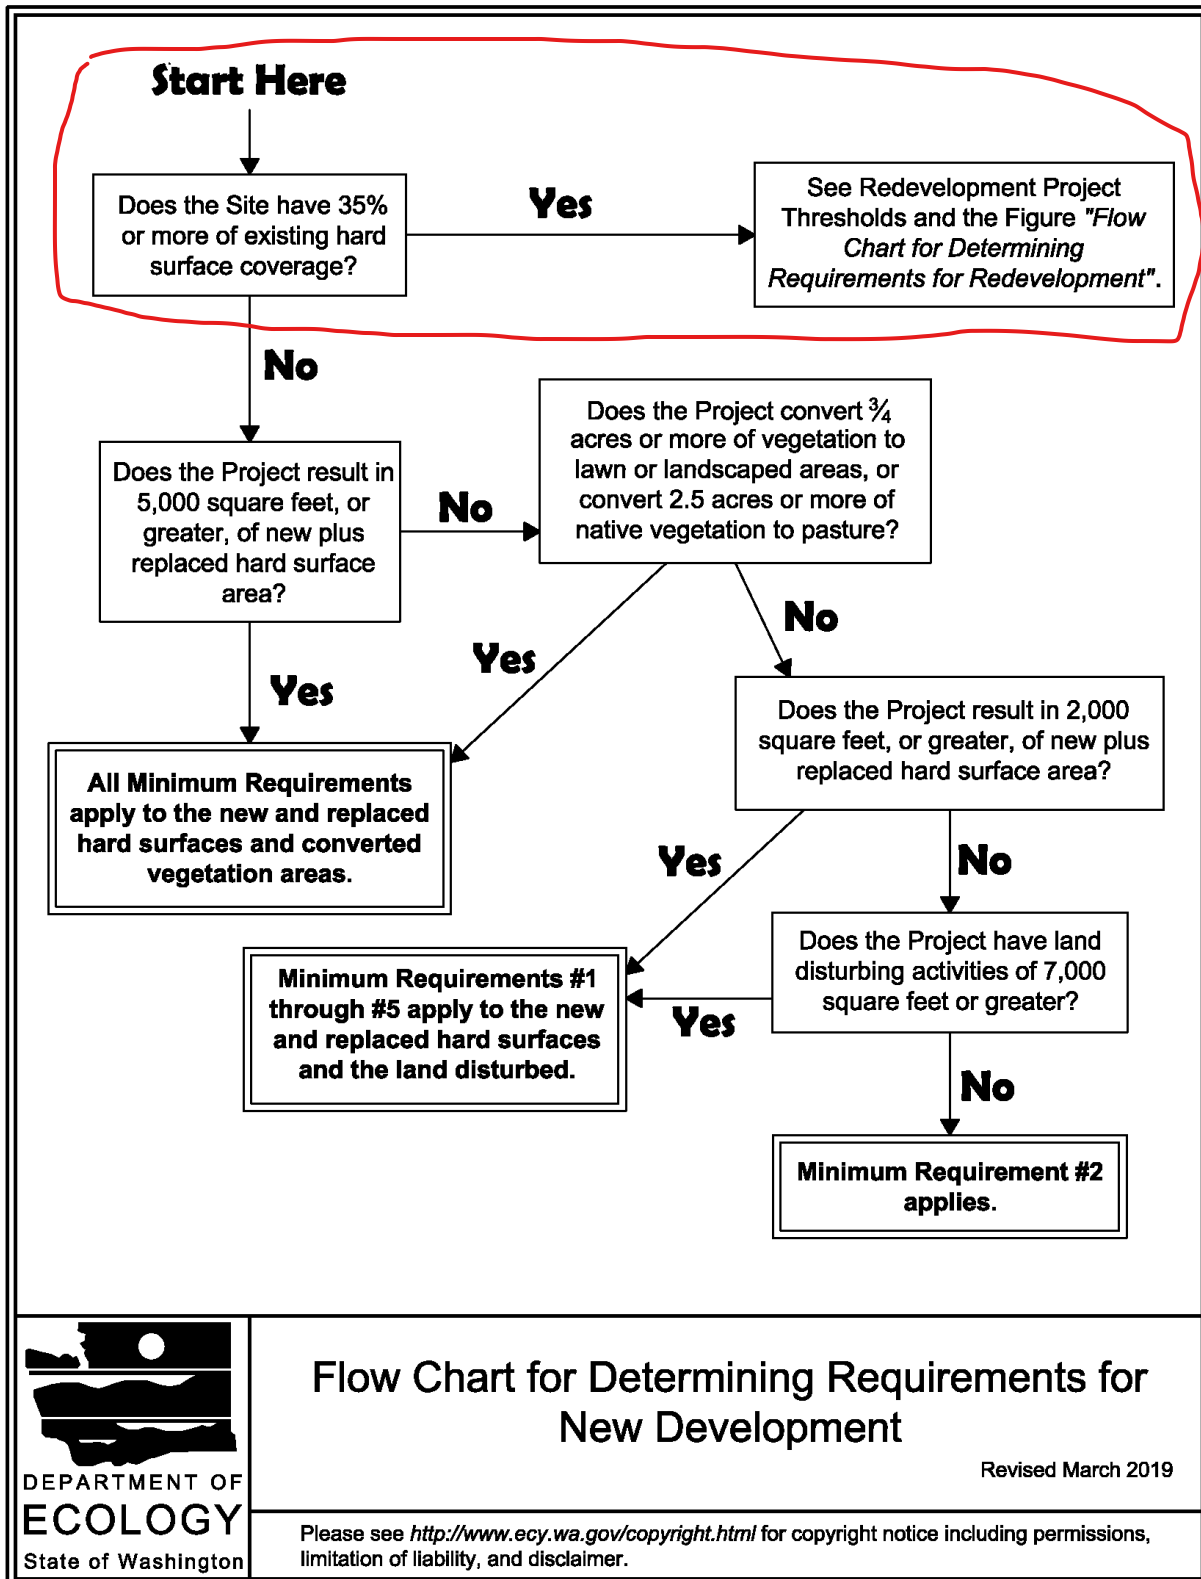 Start Here
Does the Site have 35%
or more of existing hard
surface coverage?
Yes
See Redevelopment Project
Thresholds and the Figure "Flow
Chart for Determining
Requirements for Redevelopment".
No
Does the Project result in
5,000 square feet, or
greater, of new plus
replaced hard surface
area?
No
Does the Project convert ¾
acres or more of vegetation to
lawn or landscaped areas, or
convert 2.5 acres or more of
native vegetation to pasture?
Yes
Yes
No
Does the Project result in 2,000
square feet, or greater, of new plus
replaced hard surface area?
All Minimum Requirements
apply to the new and replaced
hard surfaces and converted
vegetation areas.
Yes
No
Does the Project have land
disturbing activities of 7,000
square feet or greater?
Yes
Minimum Requirements #1
through #5 apply to the new
and replaced hard surfaces
and the land disturbed.
No
Minimum Requirement #2
applies.
DEPARTMENT OF
ECOLOGY
State of Washington
Flow Chart for Determining Requirements for
New Development
Revised March 2019
Please see http://www.ecy.wa.gov/copyright.html for copyright notice including permissions,
limitation of liability, and disclaimer.